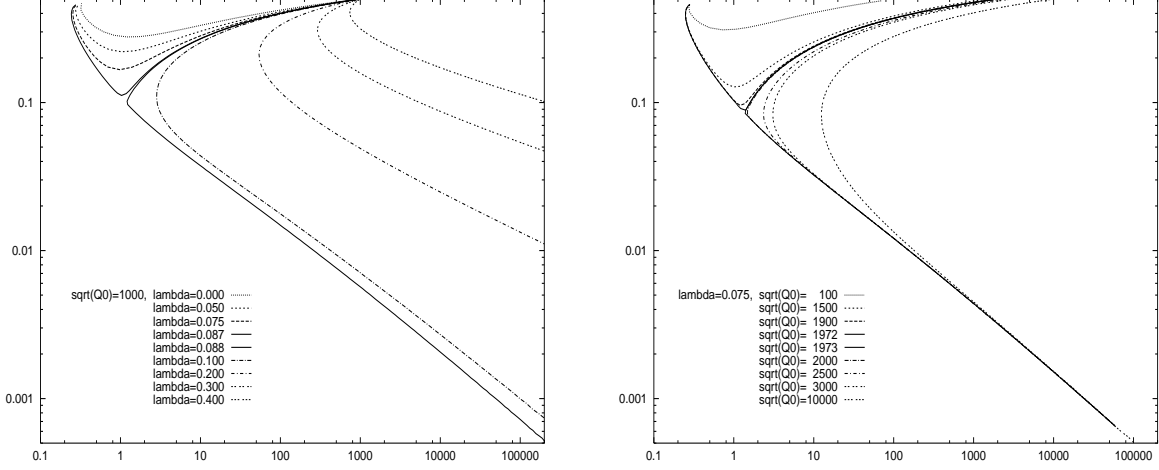 0.1
0.01
0.001
0.1 1 10 100 1000 10000 100000
sqrt(Q0)=1000, lambda=0.000
lambda=0.050
lambda=0.075
lambda=0.087
lambda=0.088
lambda=0.100
lambda=0.200
lambda=0.300
lambda=0.400
0.1
0.01
0.001
0.1 1 10 100 1000 10000 100000
lambda=0.075, sqrt(Q0)= 100
sqrt(Q0)= 1500
sqrt(Q0)= 1900
sqrt(Q0)= 1972
sqrt(Q0)= 1973
sqrt(Q0)= 2000
sqrt(Q0)= 2500
sqrt(Q0)= 3000
sqrt(Q0)=10000